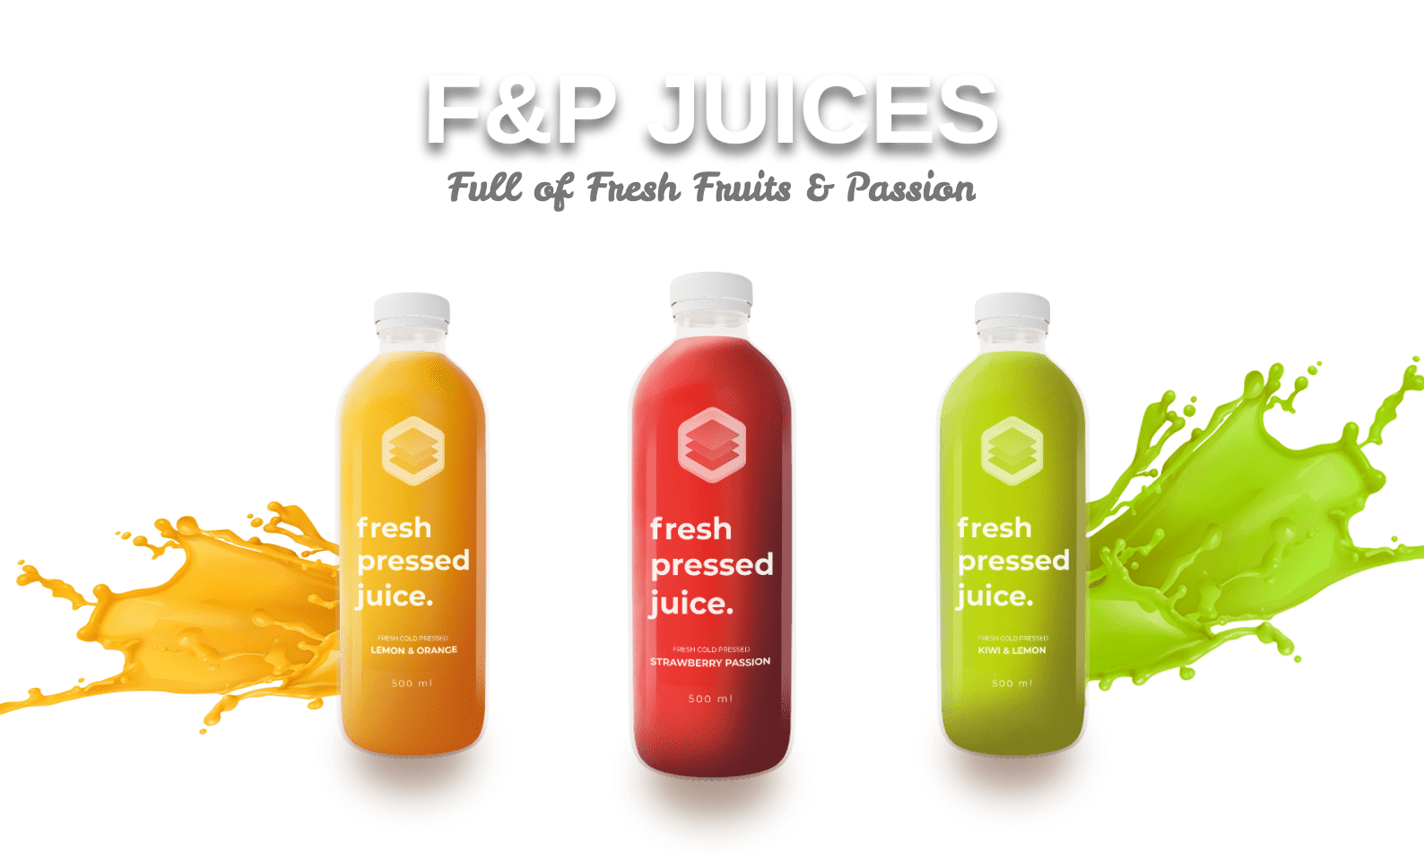 F&P JUICES
Full of Fresh Fruits & Passion
fresh
pressed
juice.
FRESH COLD PRESSED
LEMON & ORANGE
500 ml
fresh
pressed
juice.
FRESH COLD PRESSED
STRAWBERRY PASSION
500 ml
fresh
pressed
juice.
FRESH COLD PRESSED
KIWI & LEMON
500 ml